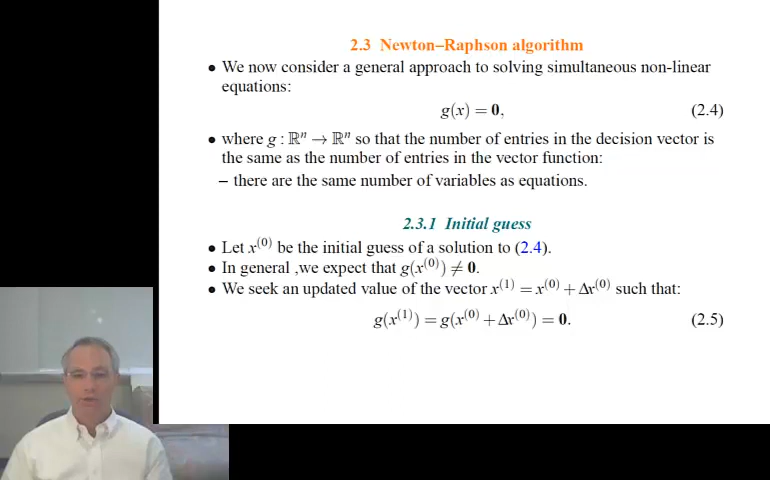 2.3 Newton–Raphson algorithm
• We now consider a general approach to solving simultaneous non-linear
equations:
g(x) = 0, (2.4)
• where g : ℝⁿ → ℝⁿ so that the number of entries in the decision vector is
the same as the number of entries in the vector function:
– there are the same number of variables as equations.
2.3.1 Initial guess
• Let x⁽⁰⁾ be the initial guess of a solution to (2.4).
• In general ,we expect that g(x⁽⁰⁾) ≠ 0.
• We seek an updated value of the vector x⁽¹⁾ = x⁽⁰⁾ + Δx⁽⁰⁾ such that:
g(x⁽¹⁾) = g(x⁽⁰⁾ + Δx⁽⁰⁾) = 0. (2.5)